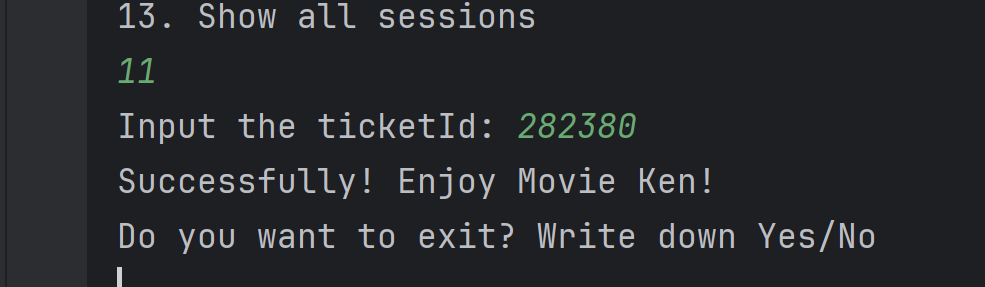 13. Show all sessions
11
Input the ticketId: 282380
Successfully! Enjoy Movie Ken!
Do you want to exit? Write down Yes/No